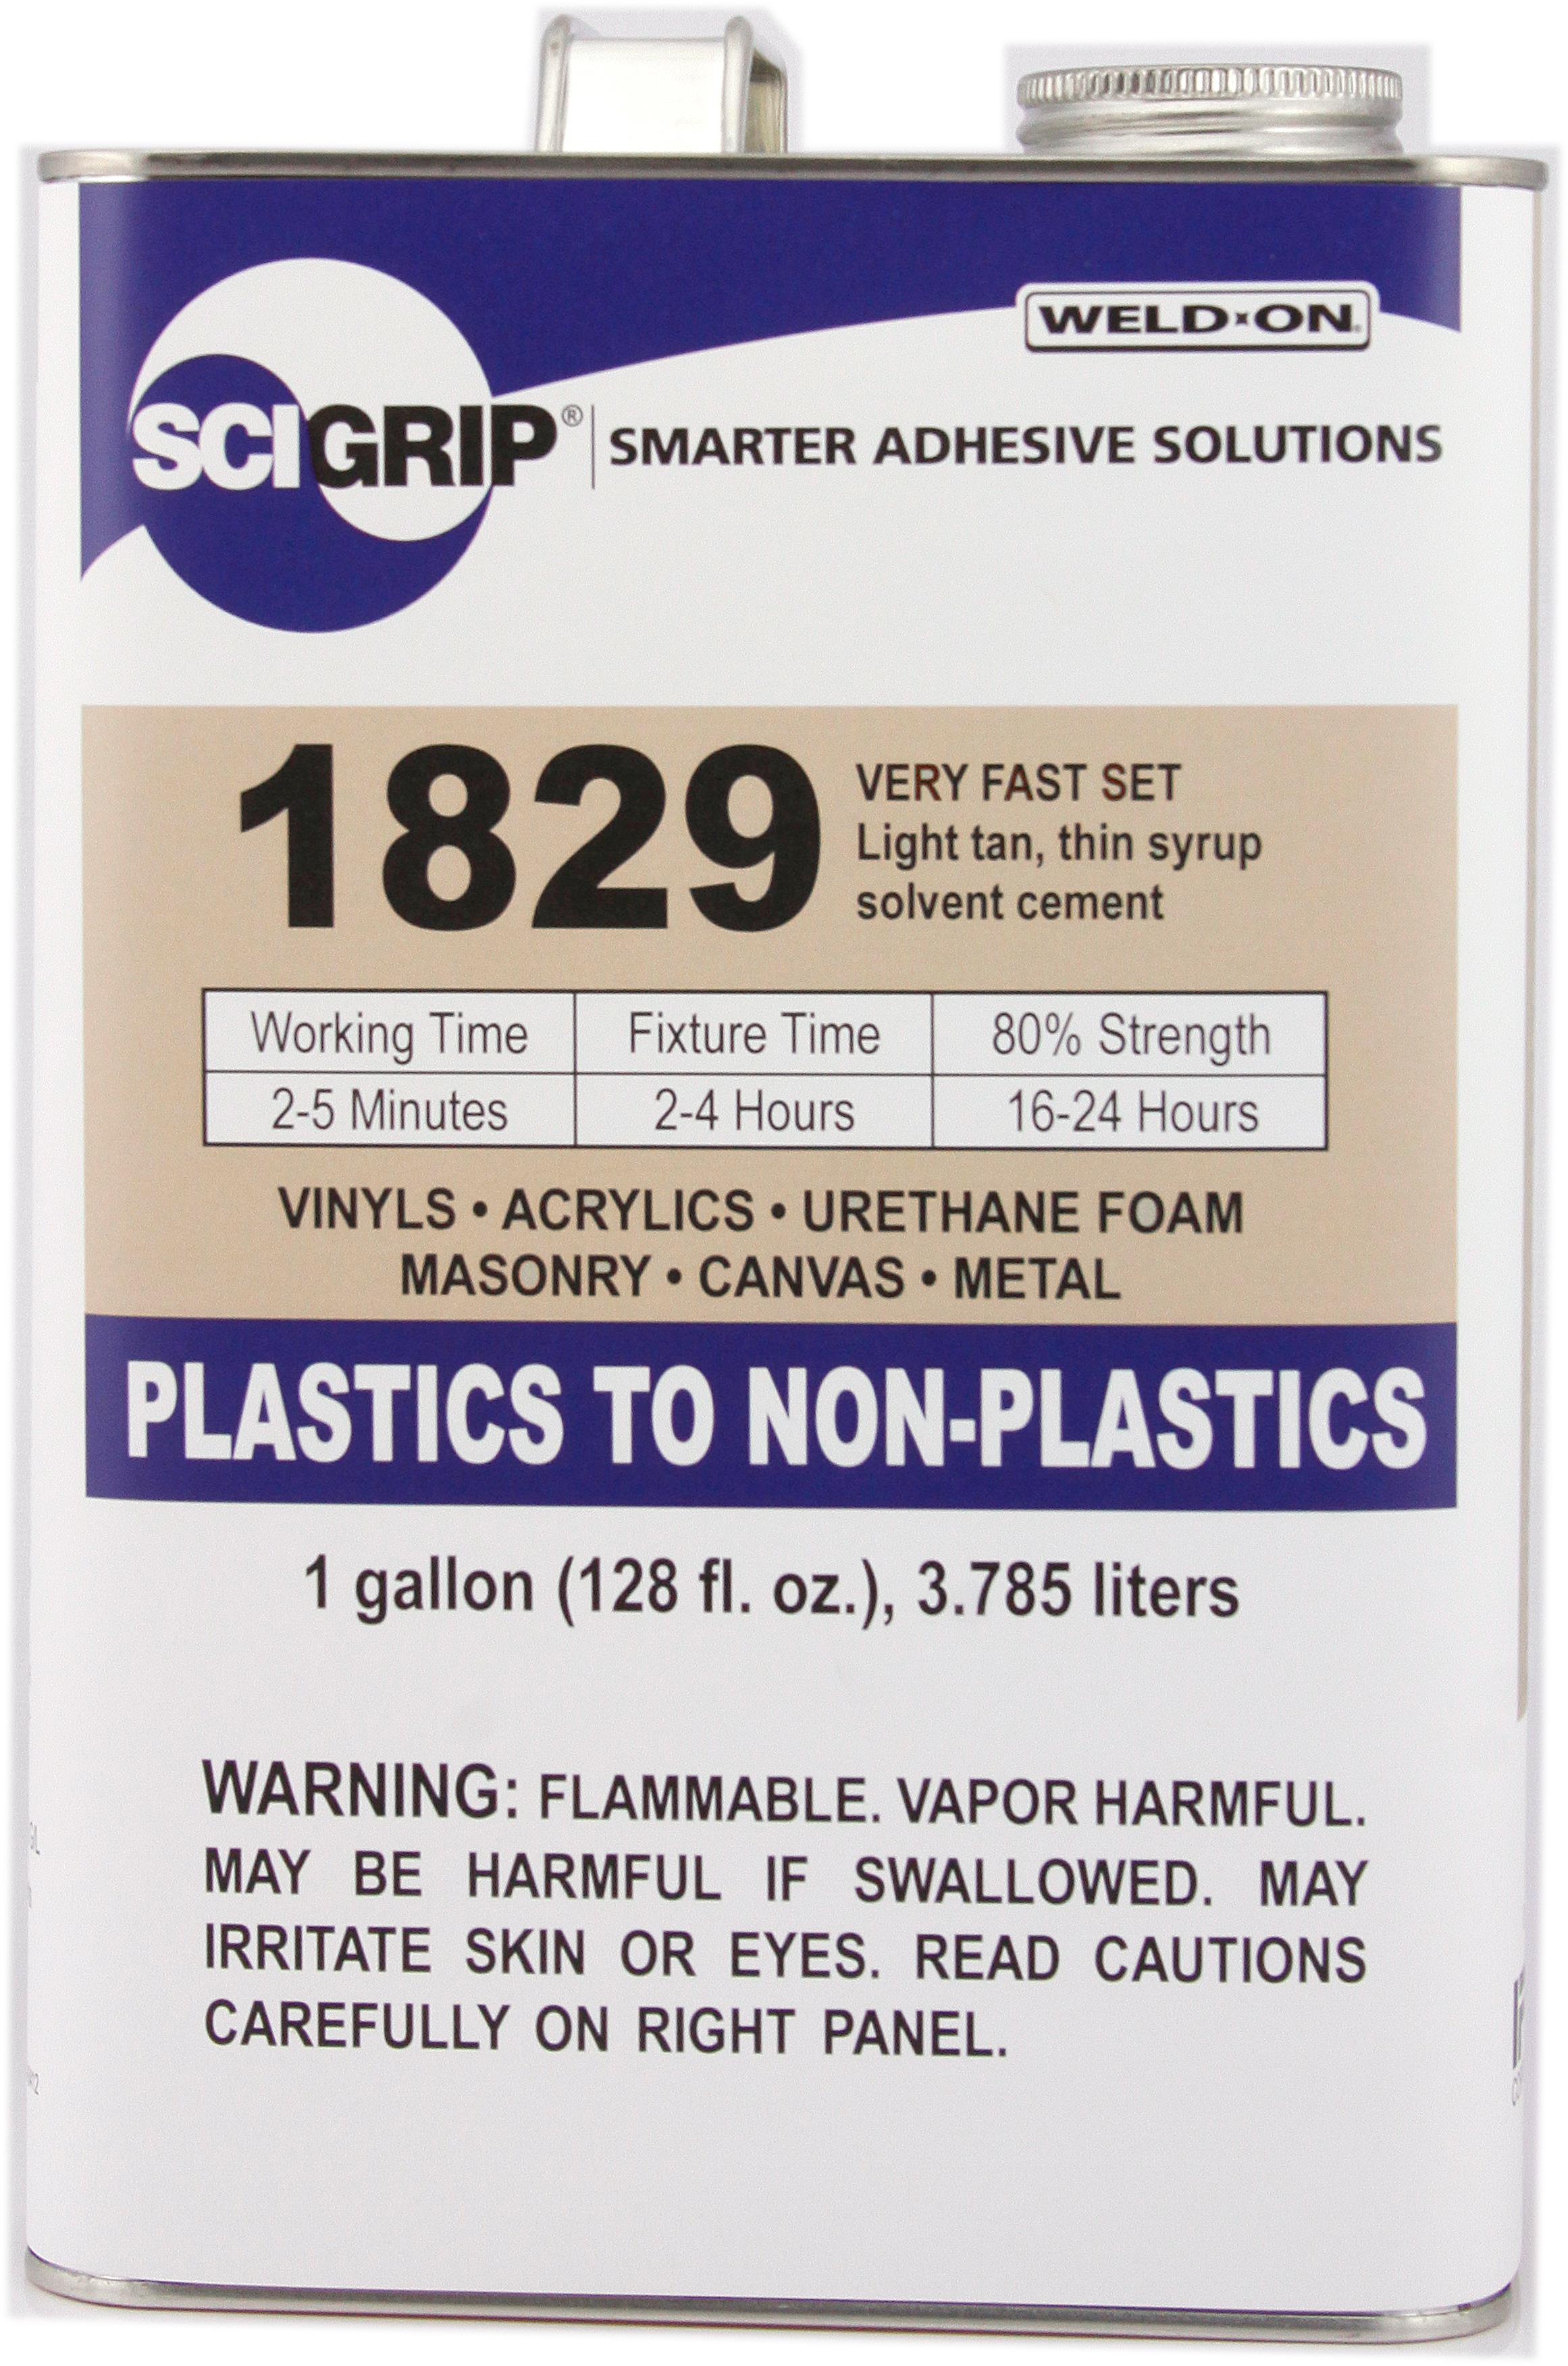 WELD-ON
SCIGRIP® | SMARTER ADHESIVE SOLUTIONS
1829
VERY FAST SET
Light tan, thin syrup
solvent cement
Working Time Fixture Time 80% Strength
2-5 Minutes 2-4 Hours 16-24 Hours
VINYLS • ACRYLICS • URETHANE FOAM
MASONRY • CANVAS • METAL
PLASTICS TO NON-PLASTICS
1 gallon (128 fl. oz.), 3.785 liters
WARNING: FLAMMABLE. VAPOR HARMFUL.
MAY BE HARMFUL IF SWALLOWED. MAY
IRRITATE SKIN OR EYES. READ CAUTIONS
CAREFULLY ON RIGHT PANEL.